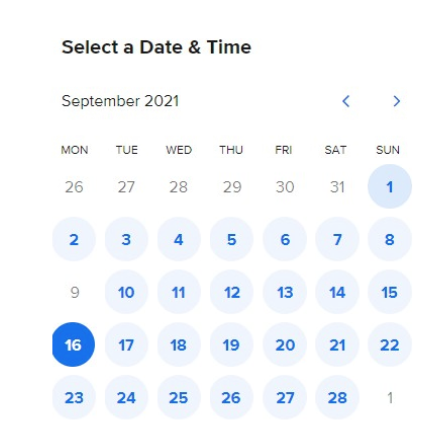 Select a Date & Time
September 2021
MON TUE WED THU FRI SAT SUN
26 27 28 29 30 31 1
2 3 4 5 6 7 8
9 10 11 12 13 14 15
16 17 18 19 20 21 22
23 24 25 26 27 28 1